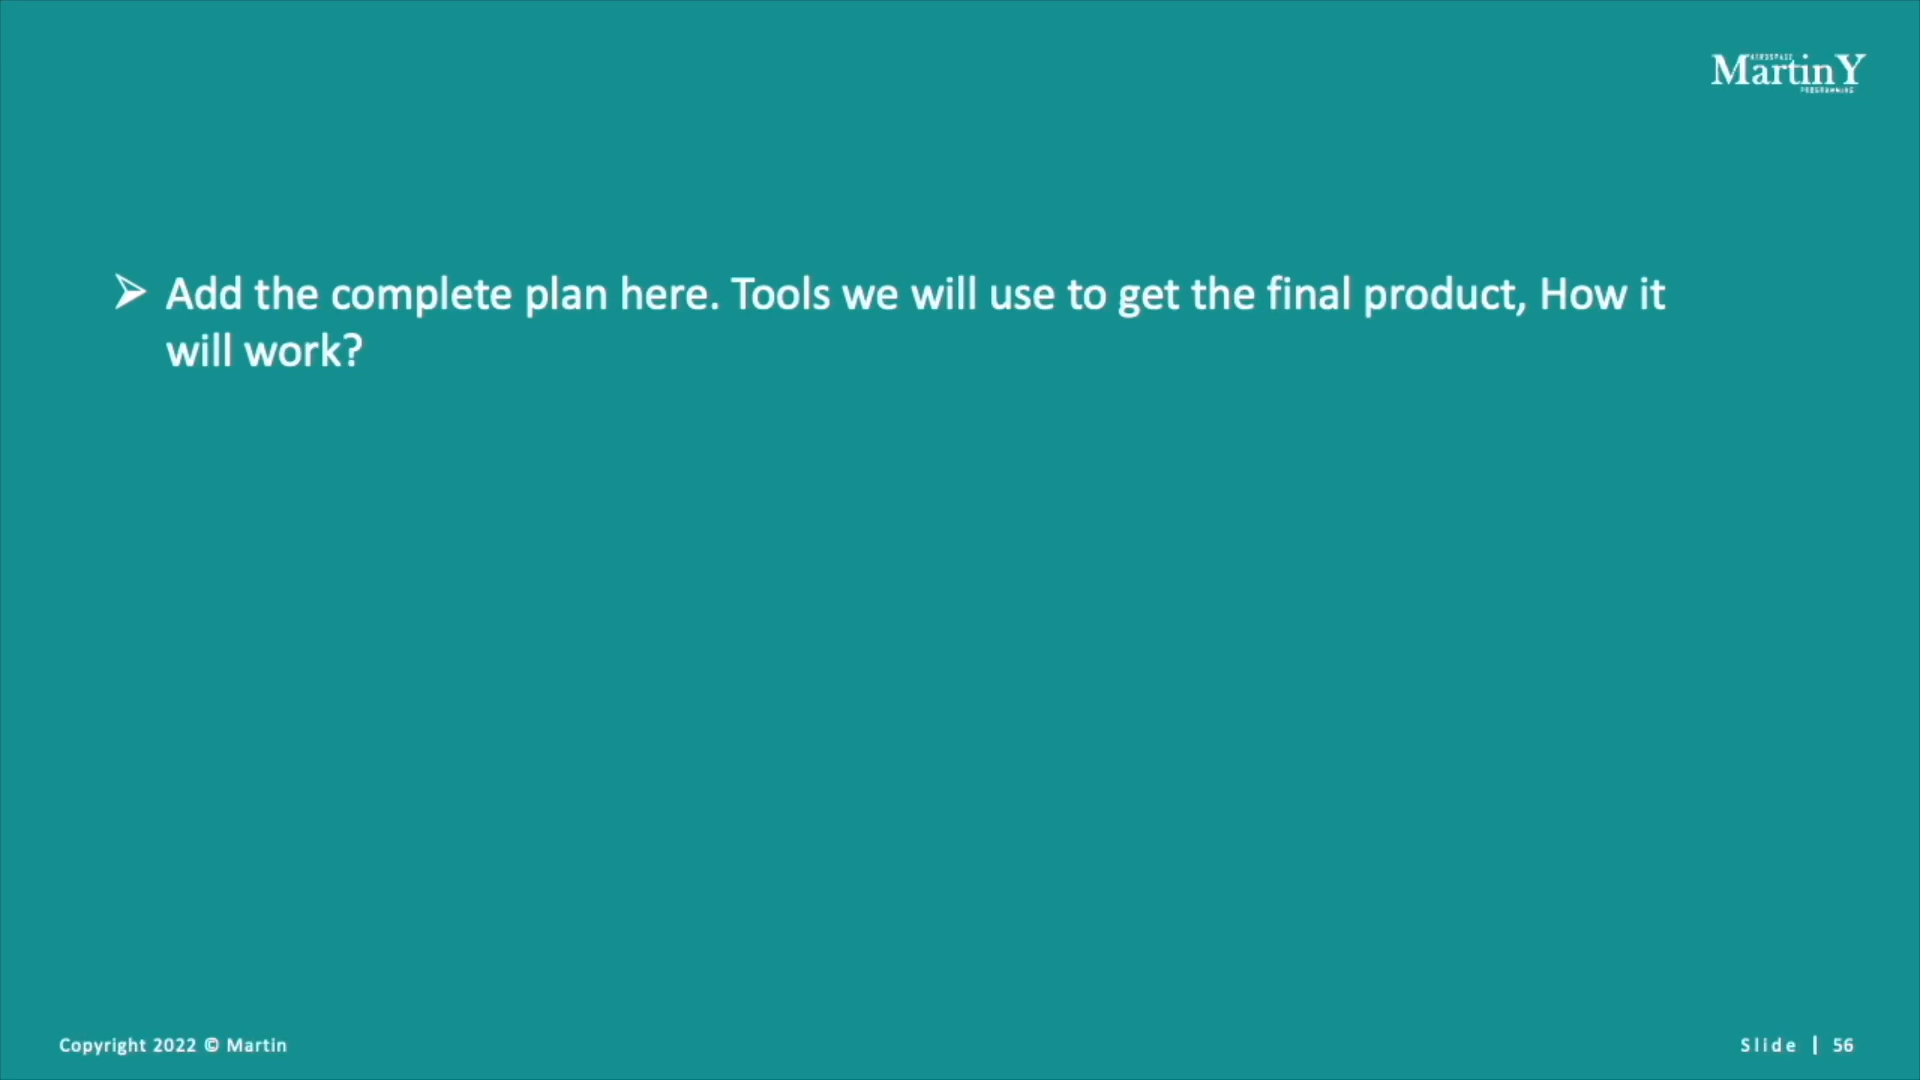 MartinY
PROGRAMMING
➢ Add the complete plan here. Tools we will use to get the final product, How it
will work?
Copyright 2022 © Martin
Slide | 56